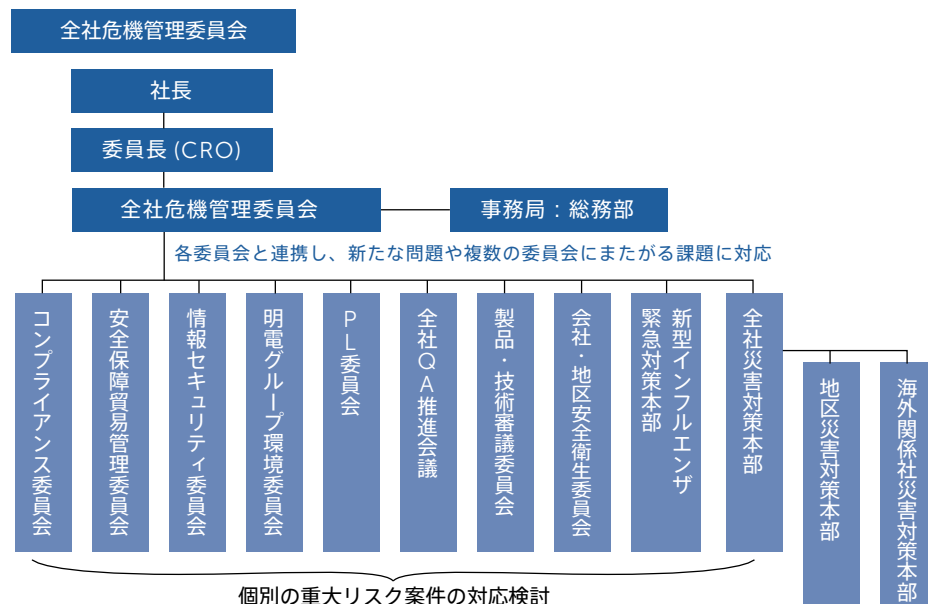 全社危機管理委員会
社長
委員長 (CRO)
全社危機管理委員会
事務局：総務部
各委員会と連携し、新たな問題や複数の委員会にまたがる課題に対応
コンプライアンス委員会
安全保障貿易管理委員会
情報セキュリティ委員会
明電グループ環境委員会
PL委員会
全社QA推進会議
製品・技術審議委員会
会社・地区安全衛生委員会
新型インフルエンザ
緊急対策本部
全社災害対策本部
地区災害対策本部
海外関係社災害対策本部
個別の重大リスク案件の対応検討